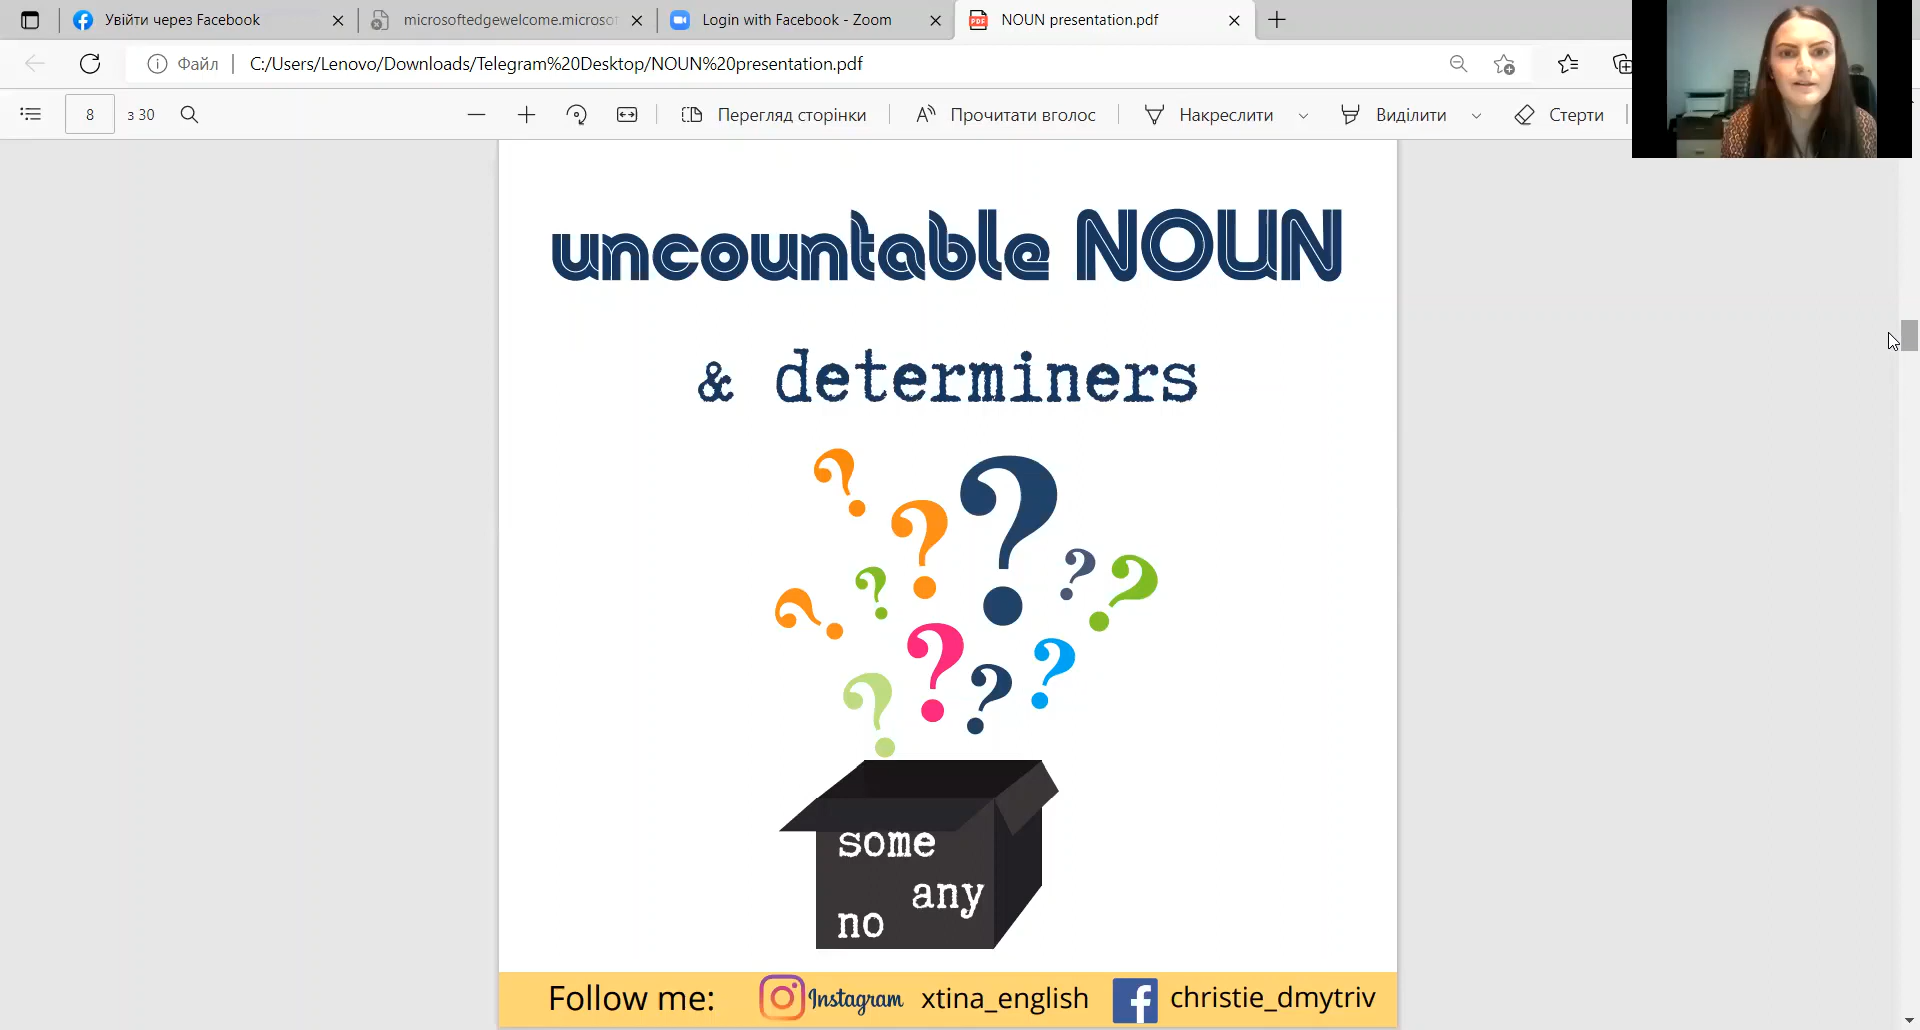 Увійти через Facebook
microsoftedgewelcome.microso
Login with Facebook - Zoom
NOUN presentation.pdf
Файл
C:/Users/Lenovo/Downloads/Telegram%20Desktop/NOUN%20presentation.pdf
8
з 30
Перегляд сторінки
Прочитати вголос
Накреслити
Виділити
Стерти
uncountable NOUN
& determiners
some
any
no
Follow me: Instagram xtina_english christie_dmytriv